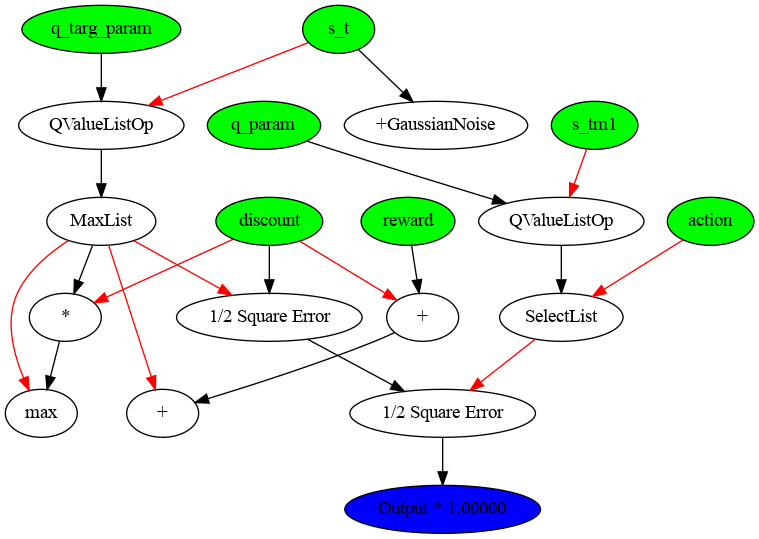 q_targ_param
s_t
QValueListOp
q_param
+GaussianNoise
s_tm1
MaxList
discount
reward
QValueListOp
action
*
1/2 Square Error
+
SelectList
max
+
1/2 Square Error
Output * 1.00000